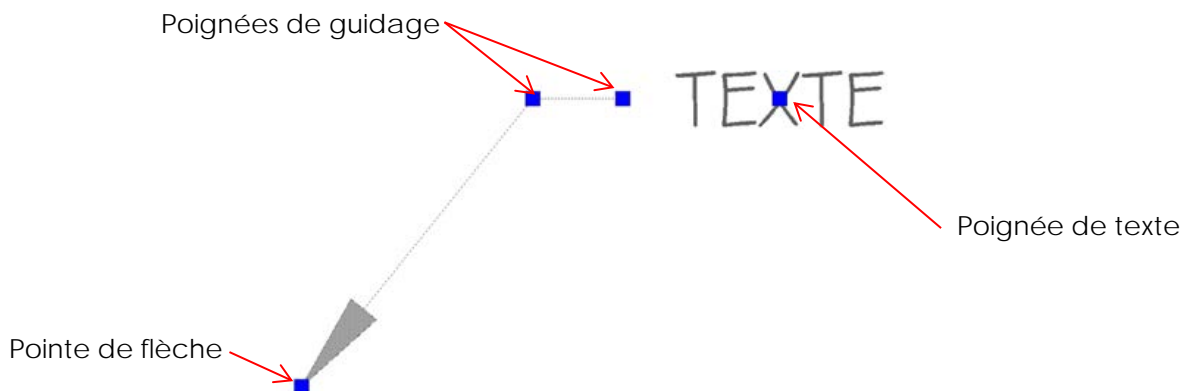 Poignées de guidage
TEXTE
Poignée de texte
Pointe de flèche